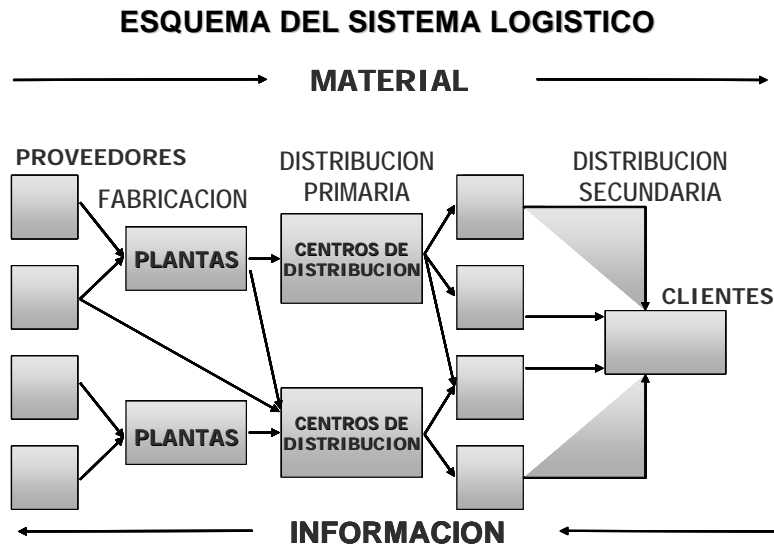 ESQUEMA DEL SISTEMA LOGISTICO
MATERIAL
PROVEEDORES
FABRICACION
DISTRIBUCION
PRIMARIA
DISTRIBUCION
SECUNDARIA
PLANTAS
CENTROS DE
DISTRIBUCION
CLIENTES
PLANTAS
CENTROS DE
DISTRIBUCION
INFORMACION